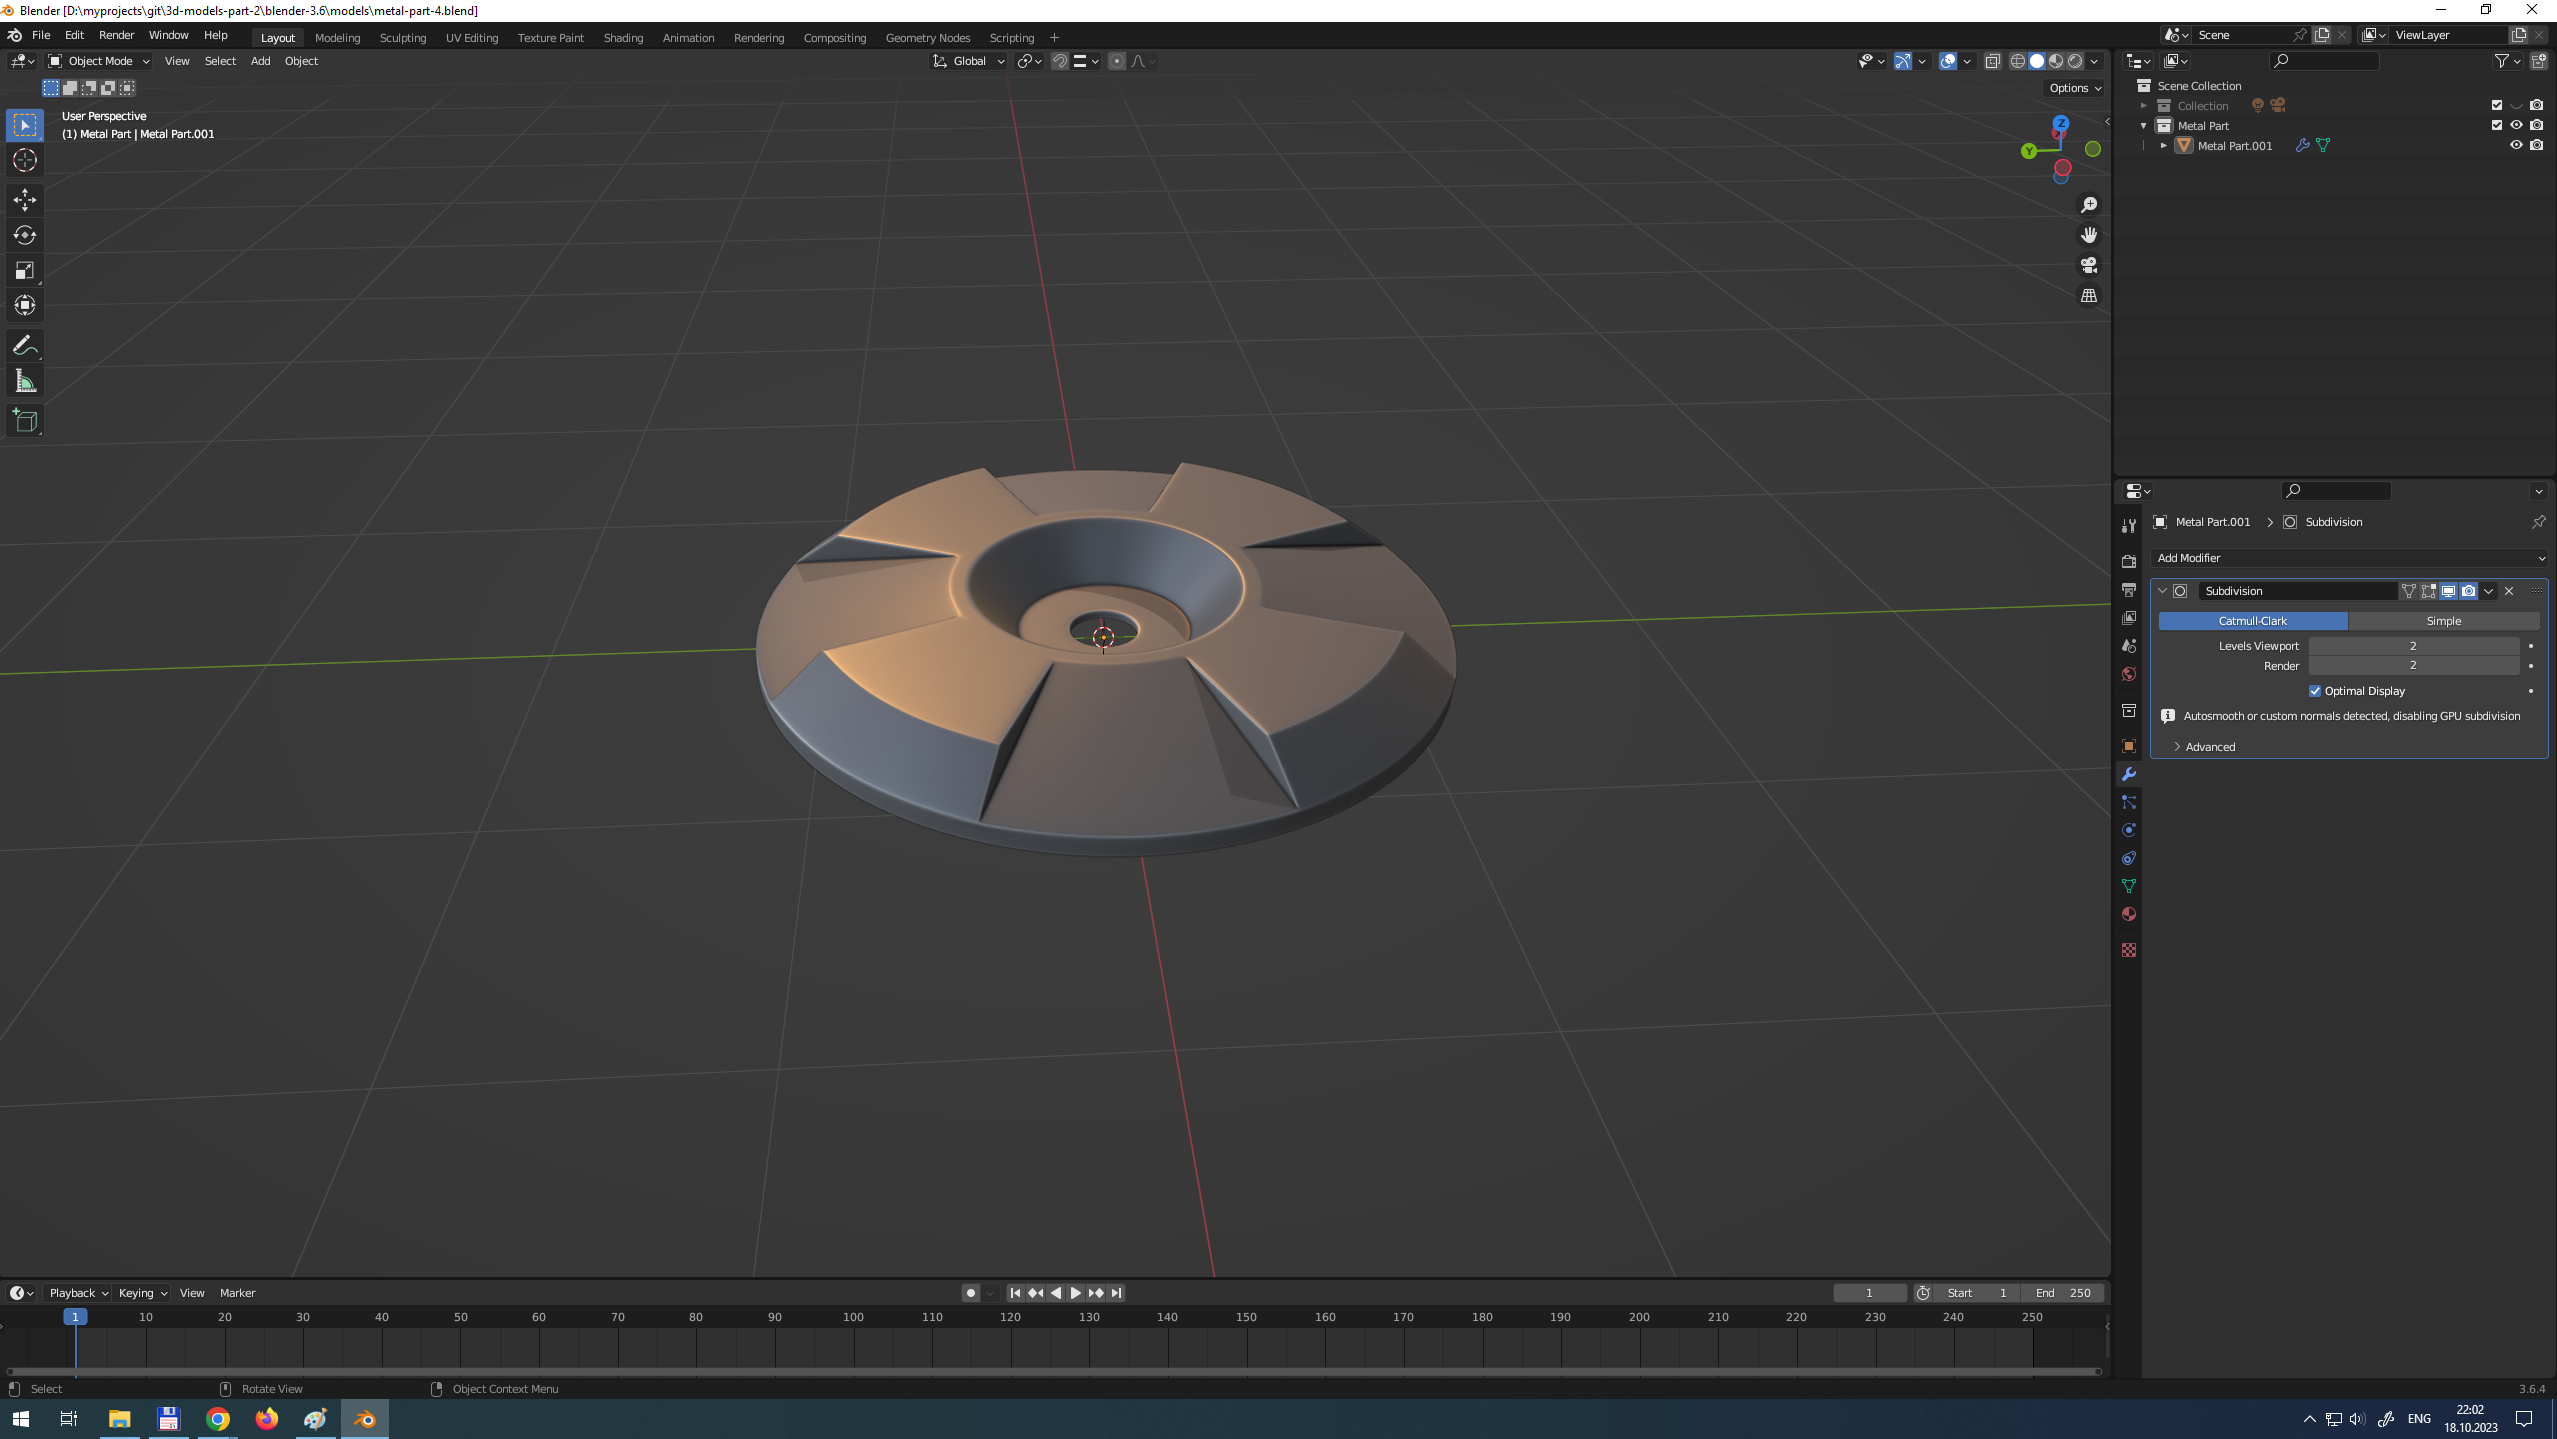 Blender [D:\myprojects\git\3d-models-part-2\blender-3.6\models\metal-part-4.blend]
File Edit Render Window Help Layout Modeling Sculpting UV Editing Texture Paint Shading Animation Rendering Compositing Geometry Nodes Scripting + Scene ViewLayer
Object Mode View Select Add Object Global
Options
User Perspective
(1) Metal Part | Metal Part.001
Z
Y
Scene Collection
Collection
Metal Part
Metal Part.001
Metal Part.001 > Subdivision
Add Modifier
Subdivision
Catmull-Clark Simple
Levels Viewport 2
Render 2
Optimal Display
Autosmooth or custom normals detected, disabling GPU subdivision
Advanced
Playback Keying View Marker 1 Start 1 End 250
1 10 20 30 40 50 60 70 80 90 100 110 120 130 140 150 160 170 180 190 200 210 220 230 240 250
Select Rotate View Object Context Menu 3.6.4
ENG 22:02
18.10.2023